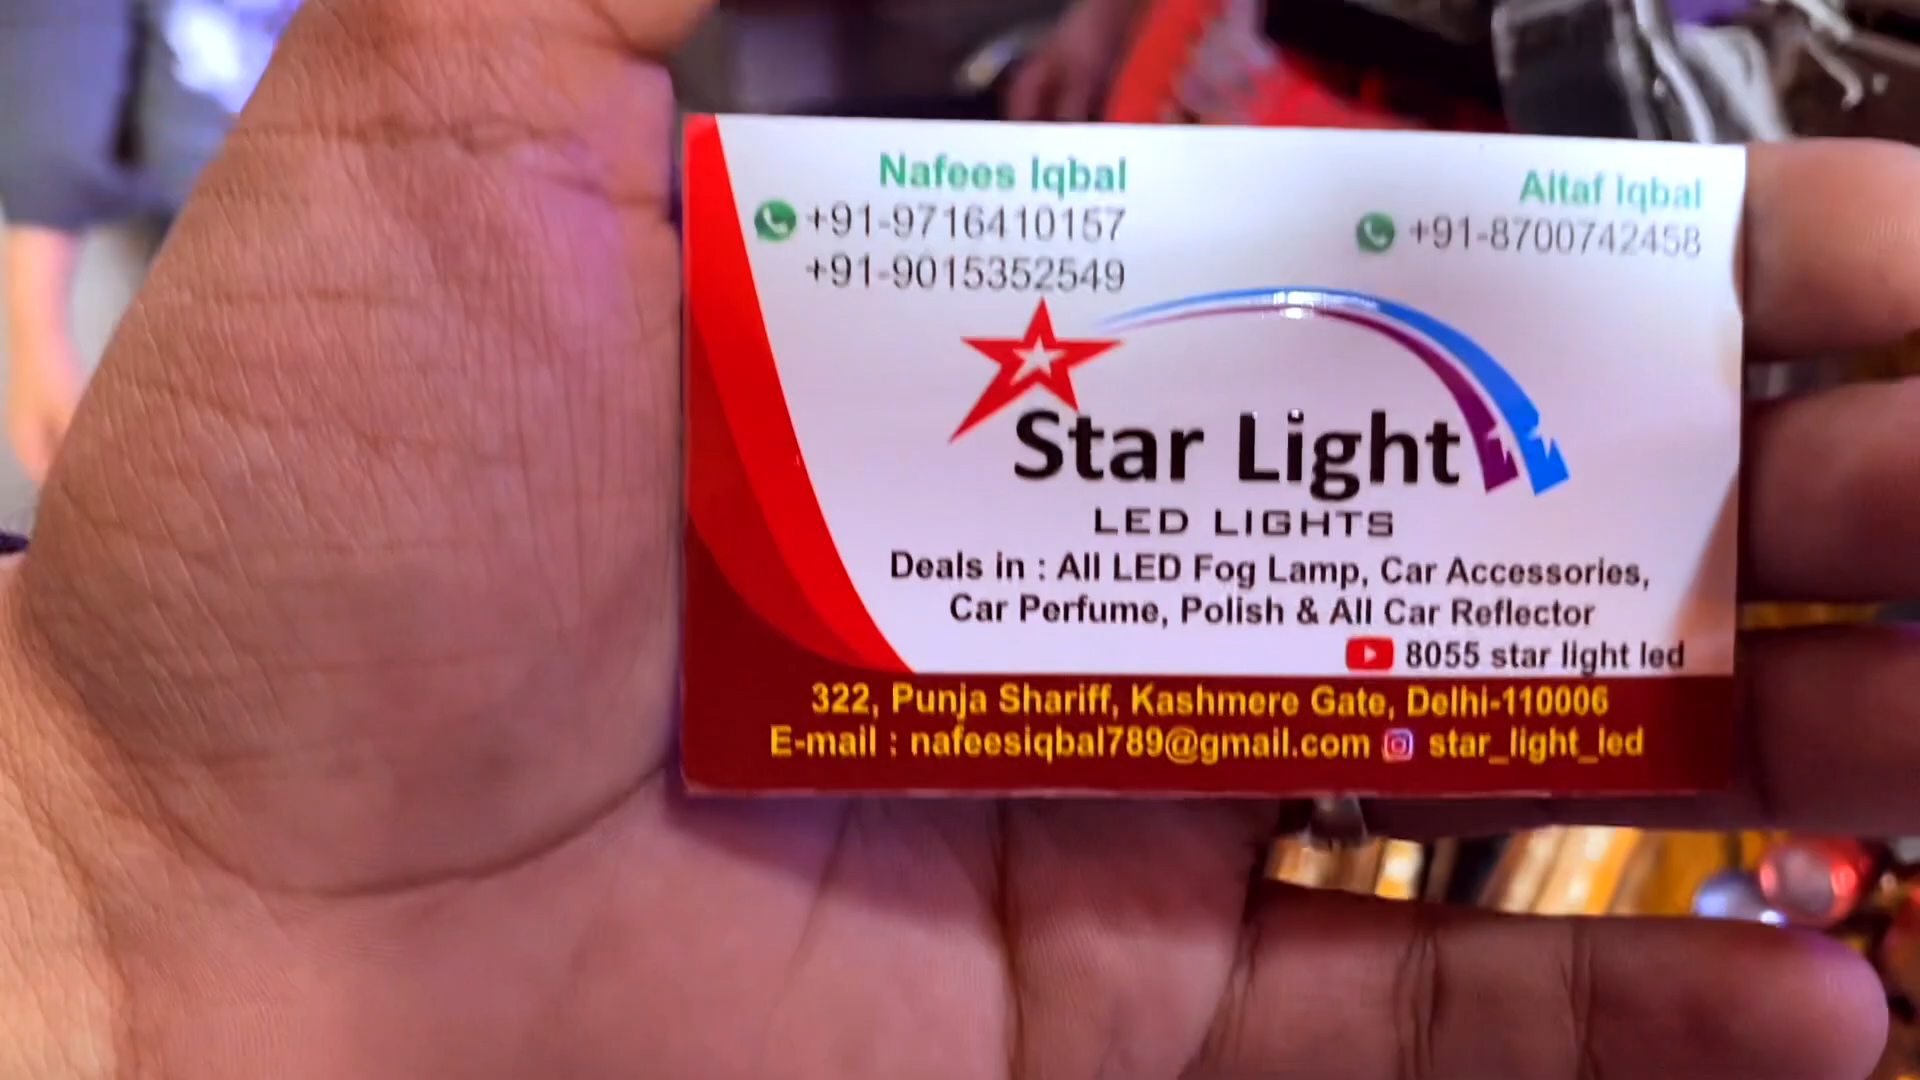 Nafees Iqbal
+91-9716410157
+91-9015352549
Altaf Iqbal
+91-8700742458
Star Light
LED LIGHTS
Deals in : All LED Fog Lamp, Car Accessories,
Car Perfume, Polish & All Car Reflector
8055 star light led
322, Punja Shariff, Kashmere Gate, Delhi-110006
E-mail : nafeesiqbal789@gmail.com star_light_led